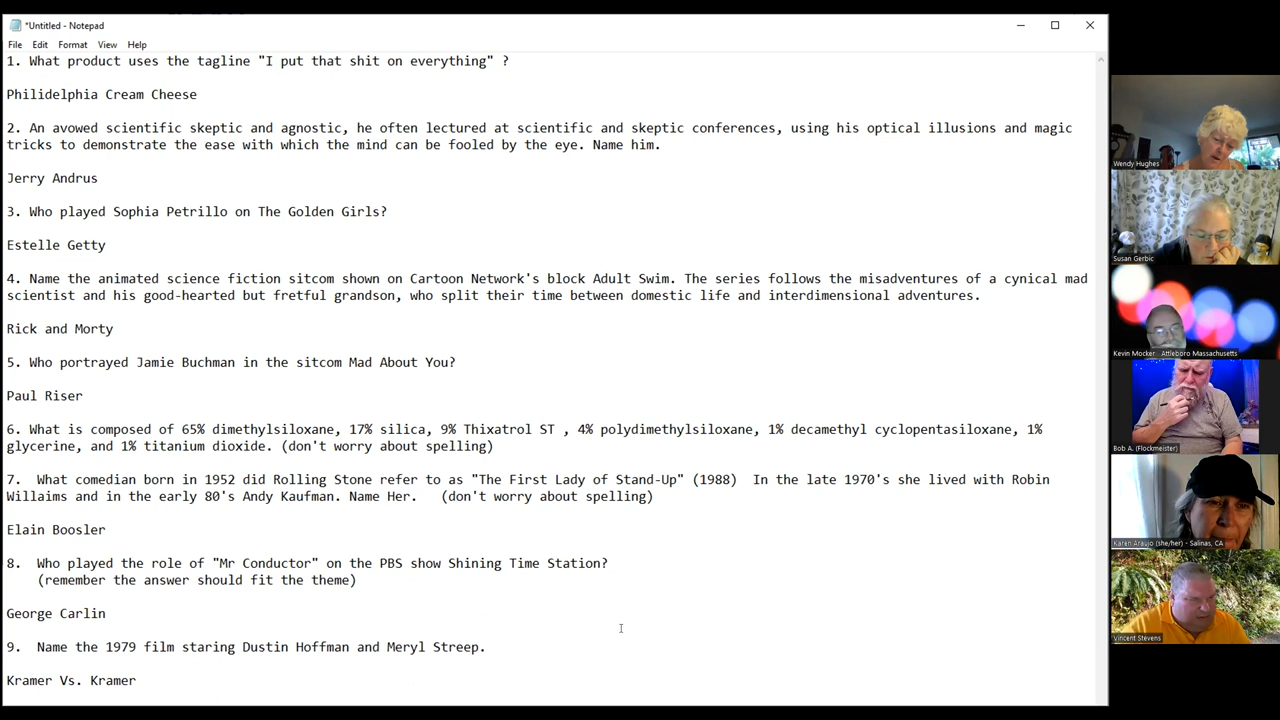 *Untitled - Notepad
File Edit Format View Help
1. What product uses the tagline "I put that shit on everything" ?
Philidelphia Cream Cheese
2. An avowed scientific skeptic and agnostic, he often lectured at scientific and skeptic conferences, using his optical illusions and magic
tricks to demonstrate the ease with which the mind can be fooled by the eye. Name him.
Jerry Andrus
3. Who played Sophia Petrillo on The Golden Girls?
Estelle Getty
4. Name the animated science fiction sitcom shown on Cartoon Network's block Adult Swim. The series follows the misadventures of a cynical mad
scientist and his good-hearted but fretful grandson, who split their time between domestic life and interdimensional adventures.
Rick and Morty
5. Who portrayed Jamie Buchman in the sitcom Mad About You?
Paul Riser
6. What is composed of 65% dimethylsiloxane, 17% silica, 9% Thixatrol ST , 4% polydimethylsiloxane, 1% decamethyl cyclopentasiloxane, 1%
glycerine, and 1% titanium dioxide. (don't worry about spelling)
7. What comedian born in 1952 did Rolling Stone refer to as "The First Lady of Stand-Up" (1988) In the late 1970's she lived with Robin
Willaims and in the early 80's Andy Kaufman. Name Her. (don't worry about spelling)
Elain Boosler
8. Who played the role of "Mr Conductor" on the PBS show Shining Time Station?
(remember the answer should fit the theme)
George Carlin
9. Name the 1979 film staring Dustin Hoffman and Meryl Streep.
Kramer Vs. Kramer
Wendy Hughes
Susan Gerbic
Kevin Mocker Attleboro Massachusetts
Bob A. (Flockmeister)
Karen Araujo (she/her) - Salinas, CA
Vincent Stevens